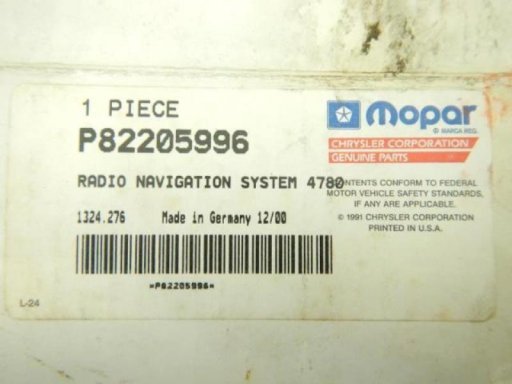 1 PIECE
P82205996
Mopar
® MARCA REG.
CHRYSLER CORPORATION
GENUINE PARTS
RADIO NAVIGATION SYSTEM 4780
CONTENTS CONFORM TO FEDERAL
MOTOR VEHICLE SAFETY STANDARDS,
IF ANY ARE APPLICABLE.
1324.276 Made in Germany 12/00
© 1991 CHRYSLER CORPORATION
PRINTED IN U.S.A.
*P82205996*
L-24